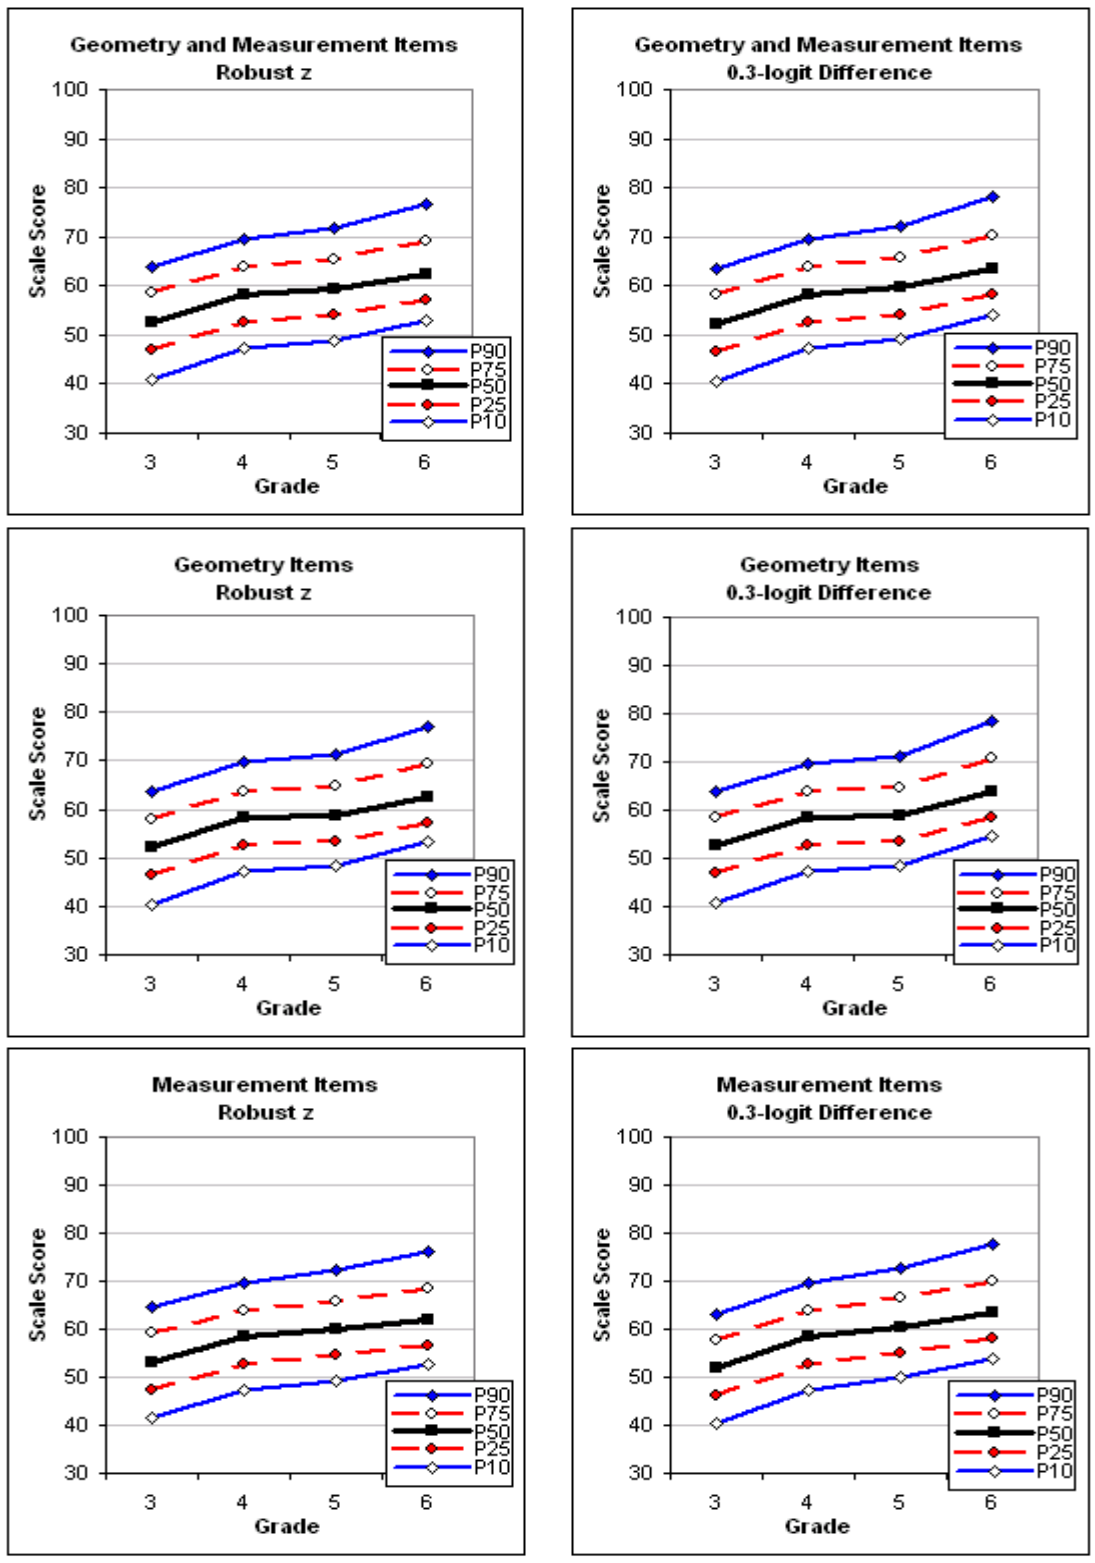 Geometry and Measurement Items
Robust z
Scale Score
100
90
80
70
60
50
40
30
3 4 5 6
Grade
P90
P75
P50
P25
P10
Geometry and Measurement Items
0.3-logit Difference
Scale Score
100
90
80
70
60
50
40
30
3 4 5 6
Grade
P90
P75
P50
P25
P10
Geometry Items
Robust z
Scale Score
100
90
80
70
60
50
40
30
3 4 5 6
Grade
P90
P75
P50
P25
P10
Geometry Items
0.3-logit Difference
Scale Score
100
90
80
70
60
50
40
30
3 4 5 6
Grade
P90
P75
P50
P25
P10
Measurement Items
Robust z
Scale Score
100
90
80
70
60
50
40
30
3 4 5 6
Grade
P90
P75
P50
P25
P10
Measurement Items
0.3-logit Difference
Scale Score
100
90
80
70
60
50
40
30
3 4 5 6
Grade
P90
P75
P50
P25
P10